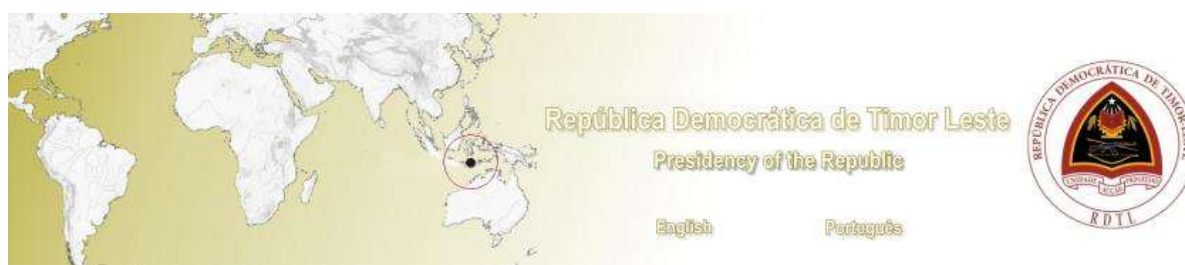 República Democrática de Timor Leste
Presidency of the Republic
English
Português
REPÚBLICA DEMOCRÁTICA DE TIMOR-LESTE
UNIDADE ACÇÃO PROGRESSO
RDTL